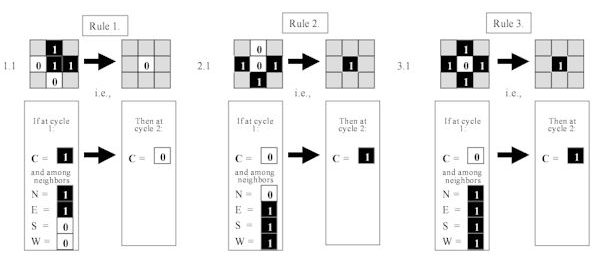 Rule 1.
Rule 2.
Rule 3.
1.1
1
0 1 1
0
0
2.1
0
1 0 1
1
1
3.1
1
1 0 1
1
1
i.e.,
i.e.,
i.e.,
If at cycle
1:
C = 1
and among
neighbors
N = 1
E = 1
S = 0
W = 0
Then at
cycle 2:
C = 0
If at cycle
1:
C = 0
and among
neighbors
N = 0
E = 1
S = 1
W = 1
Then at
cycle 2:
C = 1
If at cycle
1:
C = 0
and among
neighbors
N = 1
E = 1
S = 1
W = 1
Then at
cycle 2:
C = 1